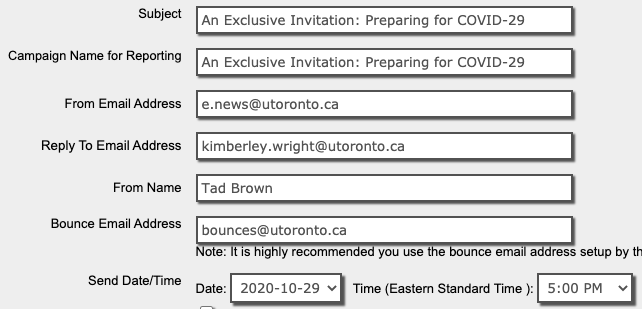 Subject An Exclusive Invitation: Preparing for COVID-29
Campaign Name for Reporting An Exclusive Invitation: Preparing for COVID-29
From Email Address e.news@utoronto.ca
Reply To Email Address kimberley.wright@utoronto.ca
From Name Tad Brown
Bounce Email Address bounces@utoronto.ca
Note: It is highly recommended you use the bounce email address setup by th
Send Date/Time Date: 2020-10-29 Time (Eastern Standard Time ): 5:00 PM